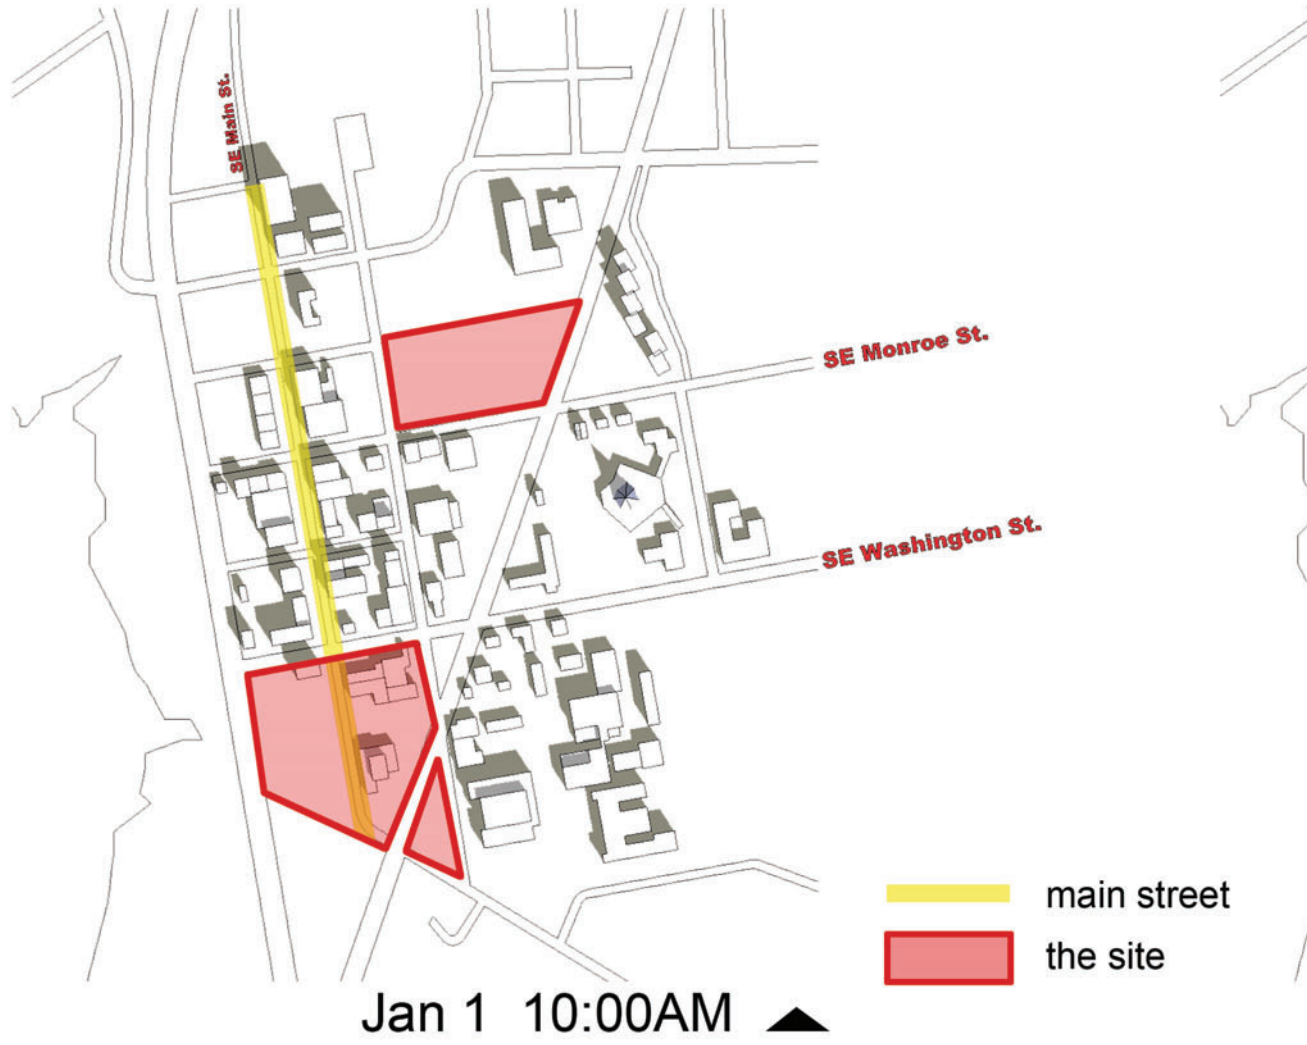 SE Main St.
SE Monroe St.
SE Washington St.
main street
the site
Jan 1 10:00AM